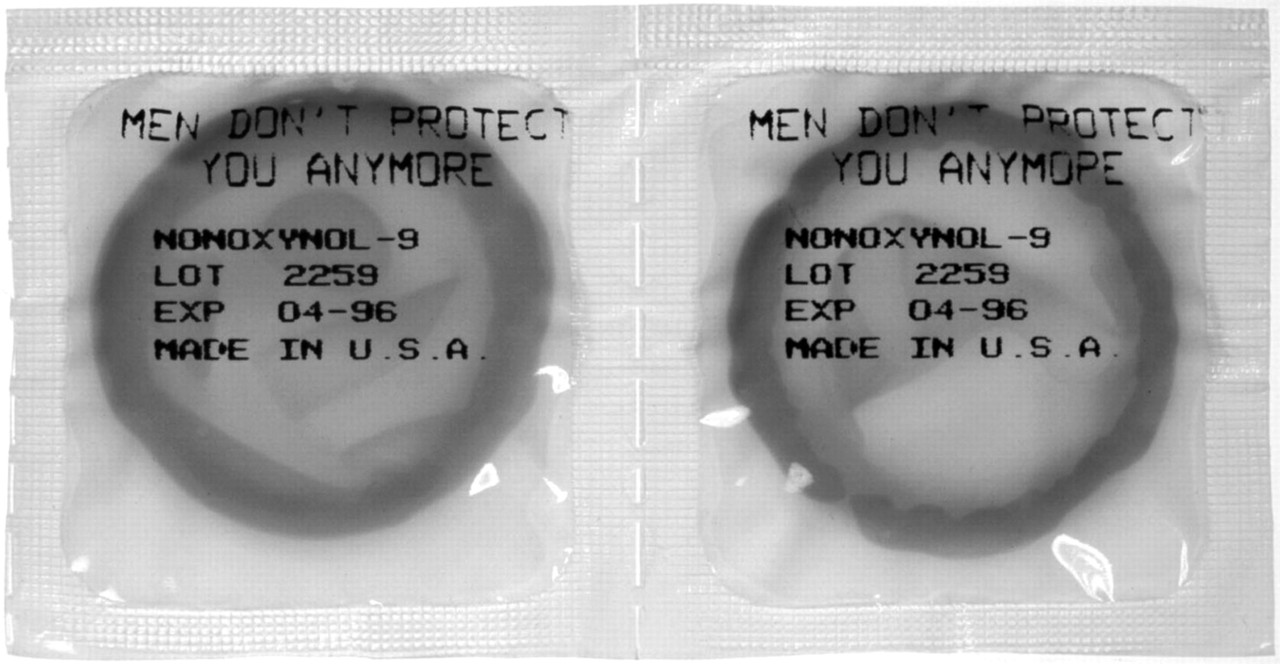 MEN DON'T PROTECT
YOU ANYMORE
NONOXYNOL-9
LOT 2259
EXP 04-96
MADE IN U.S.A.
MEN DON'T PROTECT
YOU ANYMORE
NONOXYNOL-9
LOT 2259
EXP 04-96
MADE IN U.S.A.